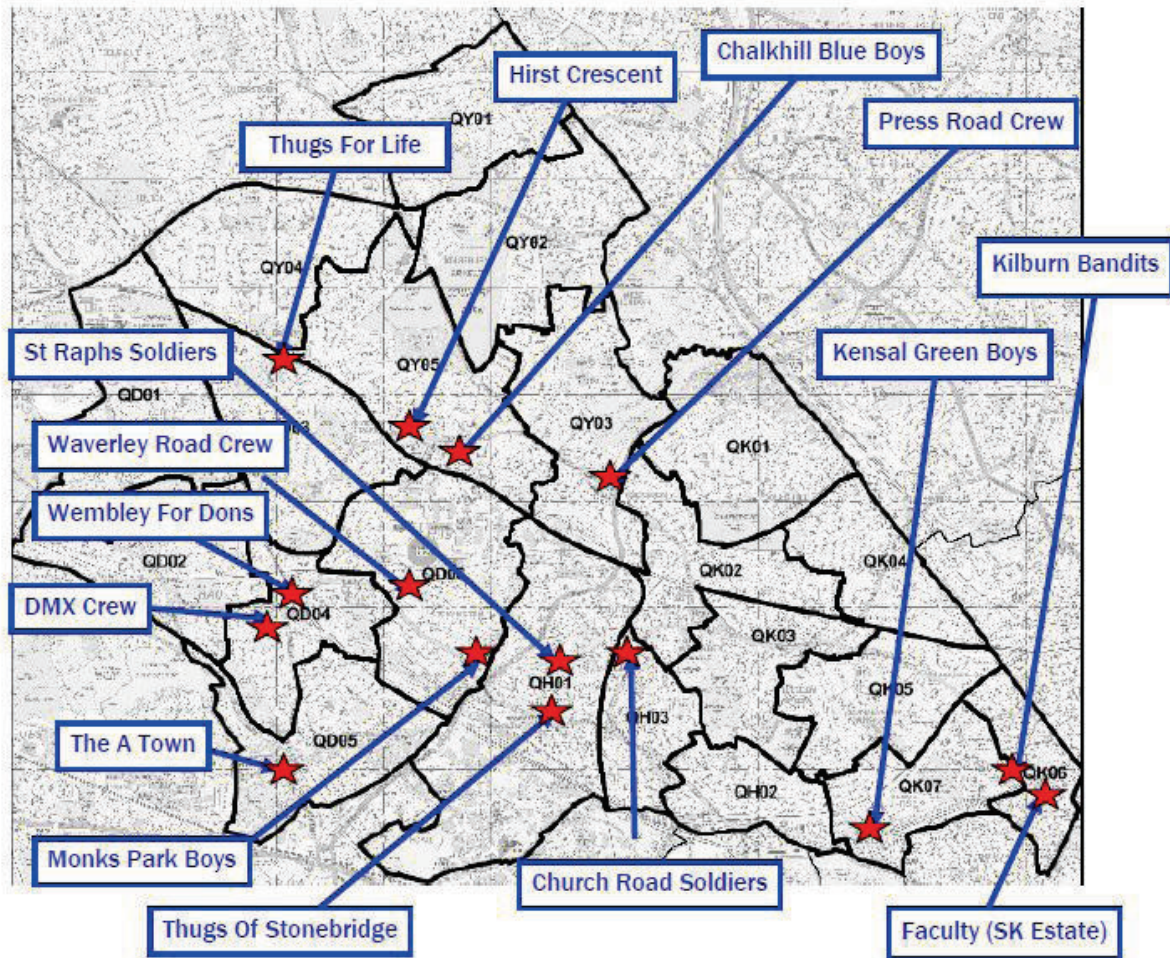 Chalkhill Blue Boys
Hirst Crescent
Press Road Crew
QY01
Thugs For Life
QY02
Kilburn Bandits
QY04
St Raphs Soldiers
Kensal Green Boys
QY05
QD01
QY03
Waverley Road Crew
QK01
Wembley For Dons
QD02
QK04
QK02
DMX Crew
QD04
QK03
QH01
QK05
QH03
The A Town
QD05
QK06
QK07
QH02
Monks Park Boys
Church Road Soldiers
Thugs Of Stonebridge
Faculty (SK Estate)